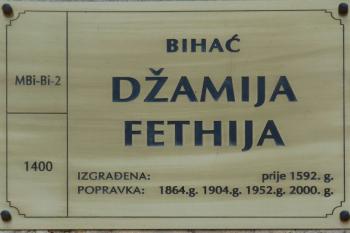 BIHAĆ
MBi-Bi-2
DŽAMIJA
FETHIJA
1400
IZGRAĐENA: prije 1592. g.
POPRAVKA: 1864.g. 1904.g. 1952.g. 2000. g.